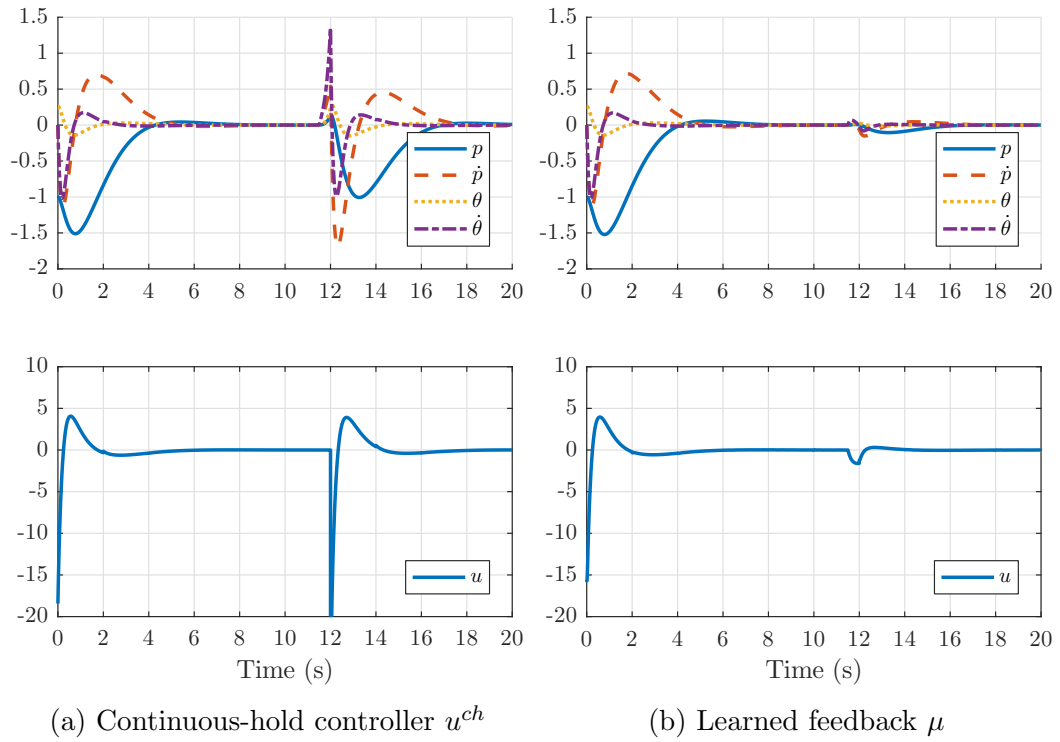 1.5
1
0.5
0
-0.5
-1
-1.5
-2
0 2 4 6 8 10 12 14 16 18 20
p
ṗ
θ
θ̇
1.5
1
0.5
0
-0.5
-1
-1.5
-2
0 2 4 6 8 10 12 14 16 18 20
p
ṗ
θ
θ̇
10
5
0
-5
-10
-15
-20
0 2 4 6 8 10 12 14 16 18 20
u
Time (s)
10
5
0
-5
-10
-15
-20
0 2 4 6 8 10 12 14 16 18 20
u
Time (s)
(a) Continuous-hold controller u^{ch}
(b) Learned feedback μ